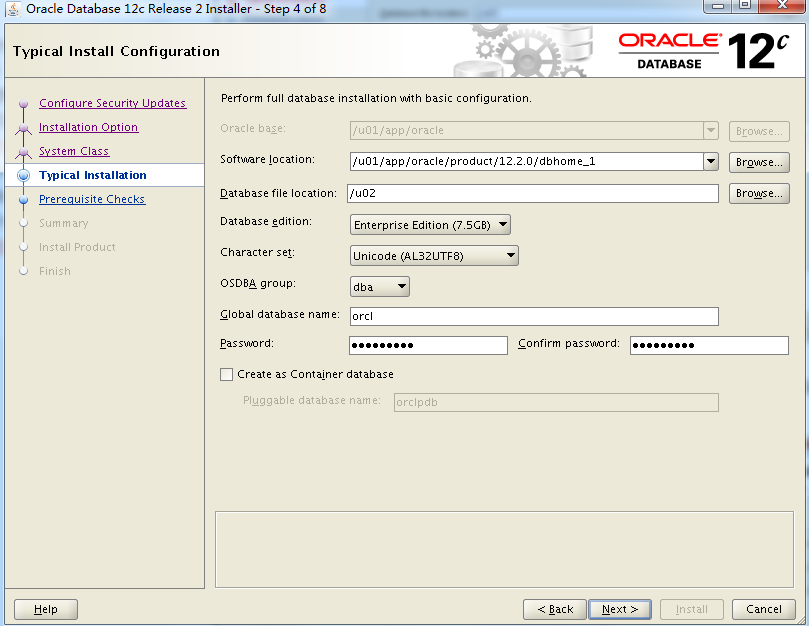 Oracle Database 12c Release 2 Installer - Step 4 of 8
Typical Install Configuration
ORACLE
DATABASE
12c
Configure Security Updates
Installation Option
System Class
Typical Installation
Prerequisite Checks
Summary
Install Product
Finish
Perform full database installation with basic configuration.
Oracle base: /u01/app/oracle Browse...
Software location: /u01/app/oracle/product/12.2.0/dbhome_1 Browse...
Database file location: /u02 Browse...
Database edition: Enterprise Edition (7.5GB)
Character set: Unicode (AL32UTF8)
OSDBA group: dba
Global database name: orcl
Password: ●●●●●●●●● Confirm password: ●●●●●●●●●
Create as Container database
Pluggable database name: orclpdb
Help < Back Next > Install Cancel